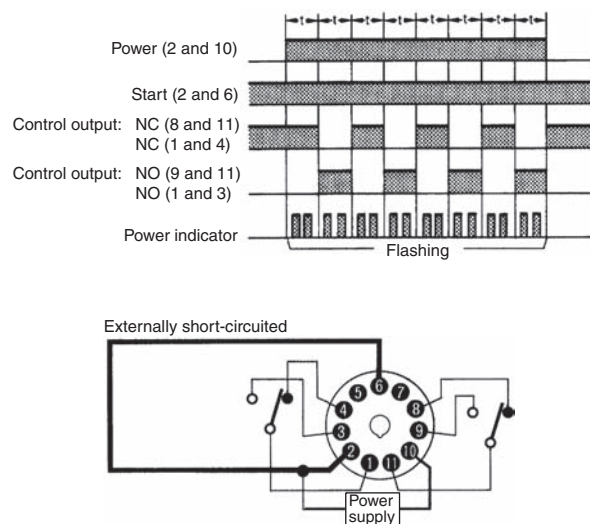 t t t t t t t t
Power (2 and 10)
Start (2 and 6)
Control output: NC (8 and 11)
NC (1 and 4)
Control output: NO (9 and 11)
NO (1 and 3)
Power indicator
Flashing
Externally short-circuited
6
5 7
4 8
3 9
2 10
1 11
Power
supply